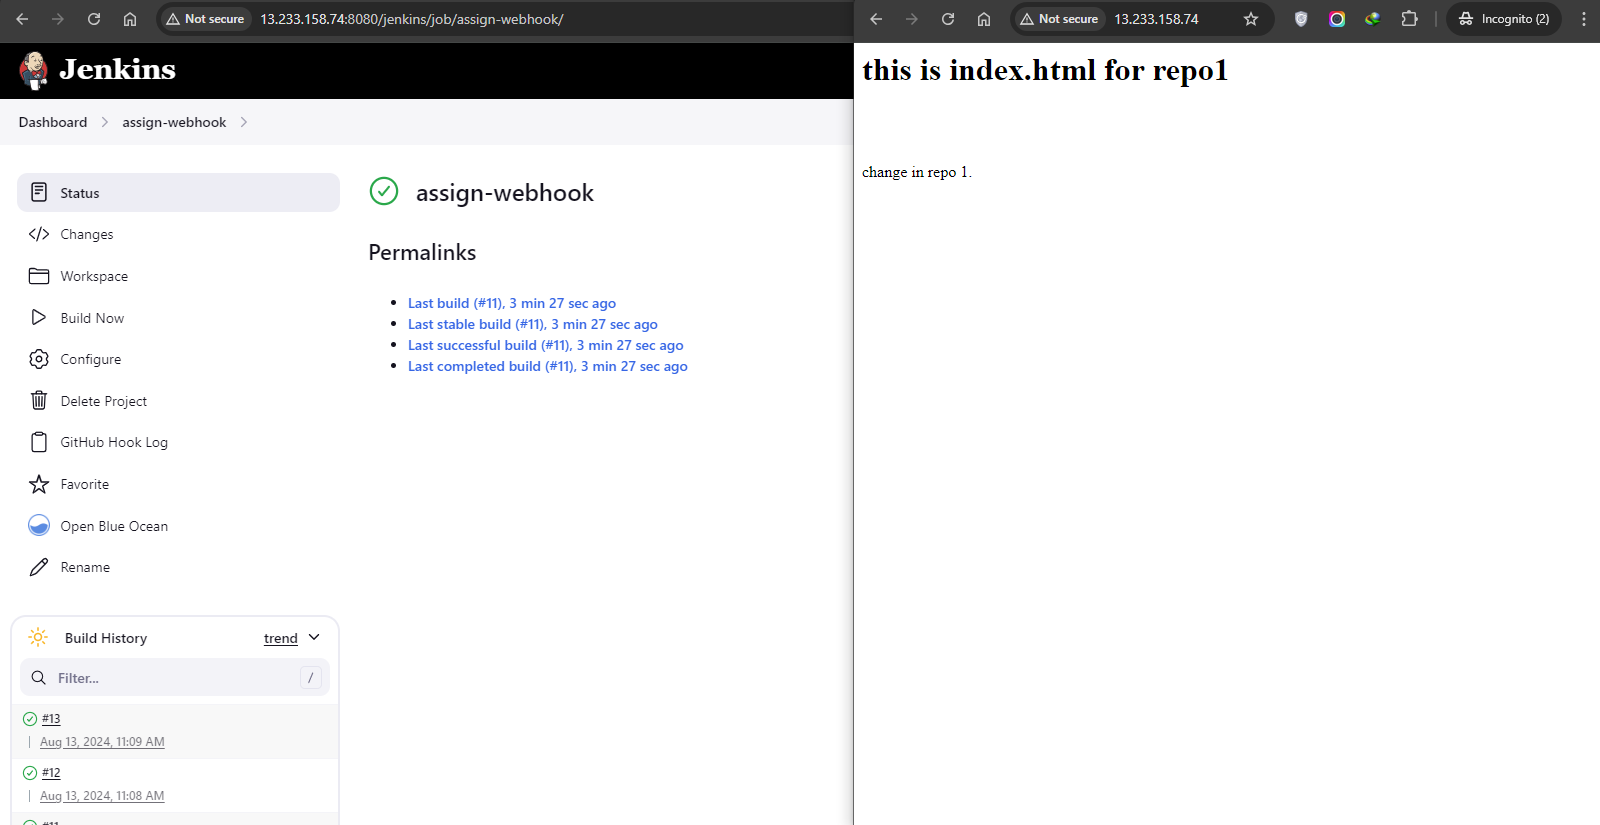 Not secure 13.233.158.74:8080/jenkins/job/assign-webhook/
Jenkins
Dashboard
assign-webhook
Status
Changes
Workspace
Build Now
Configure
Delete Project
GitHub Hook Log
Favorite
Open Blue Ocean
Rename
Build History trend
Filter... /
#13
Aug 13, 2024, 11:09 AM
#12
Aug 13, 2024, 11:08 AM
#11
assign-webhook
Permalinks
Last build (#11), 3 min 27 sec ago
Last stable build (#11), 3 min 27 sec ago
Last successful build (#11), 3 min 27 sec ago
Last completed build (#11), 3 min 27 sec ago
Not secure 13.233.158.74 Incognito (2)
this is index.html for repo1
change in repo 1.